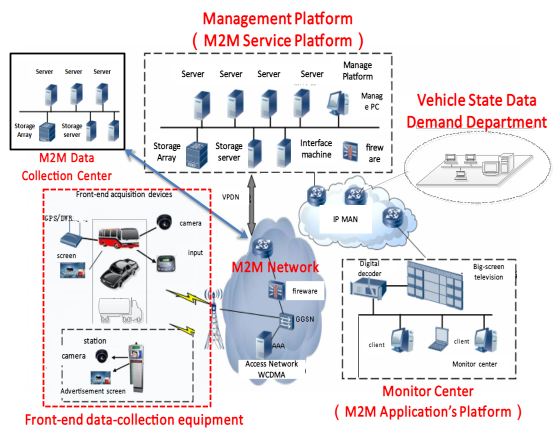 Management Platform
( M2M Service Platform )
Server
Server
Server
Storage
Array
Storage
server
M2M Data
Collection Center
Server
Server
Server
Server
Manage
Platform
Manag
e PC
Storage
Array
Storage
server
Interface
machine
firew
are
Vehicle State Data
Demand Department
VPDN
IP MAN
Front-end acquisition devices
GPS/DVR
camera
screen
input
station
camera
Advertisement screen
Front-end data-collection equipment
M2M Network
fireware
GGSN
AAA
Access Network
WCDMA
Digital
decoder
Big-screen
television
client
client
Monitor center
Monitor Center
( M2M Application's Platform )